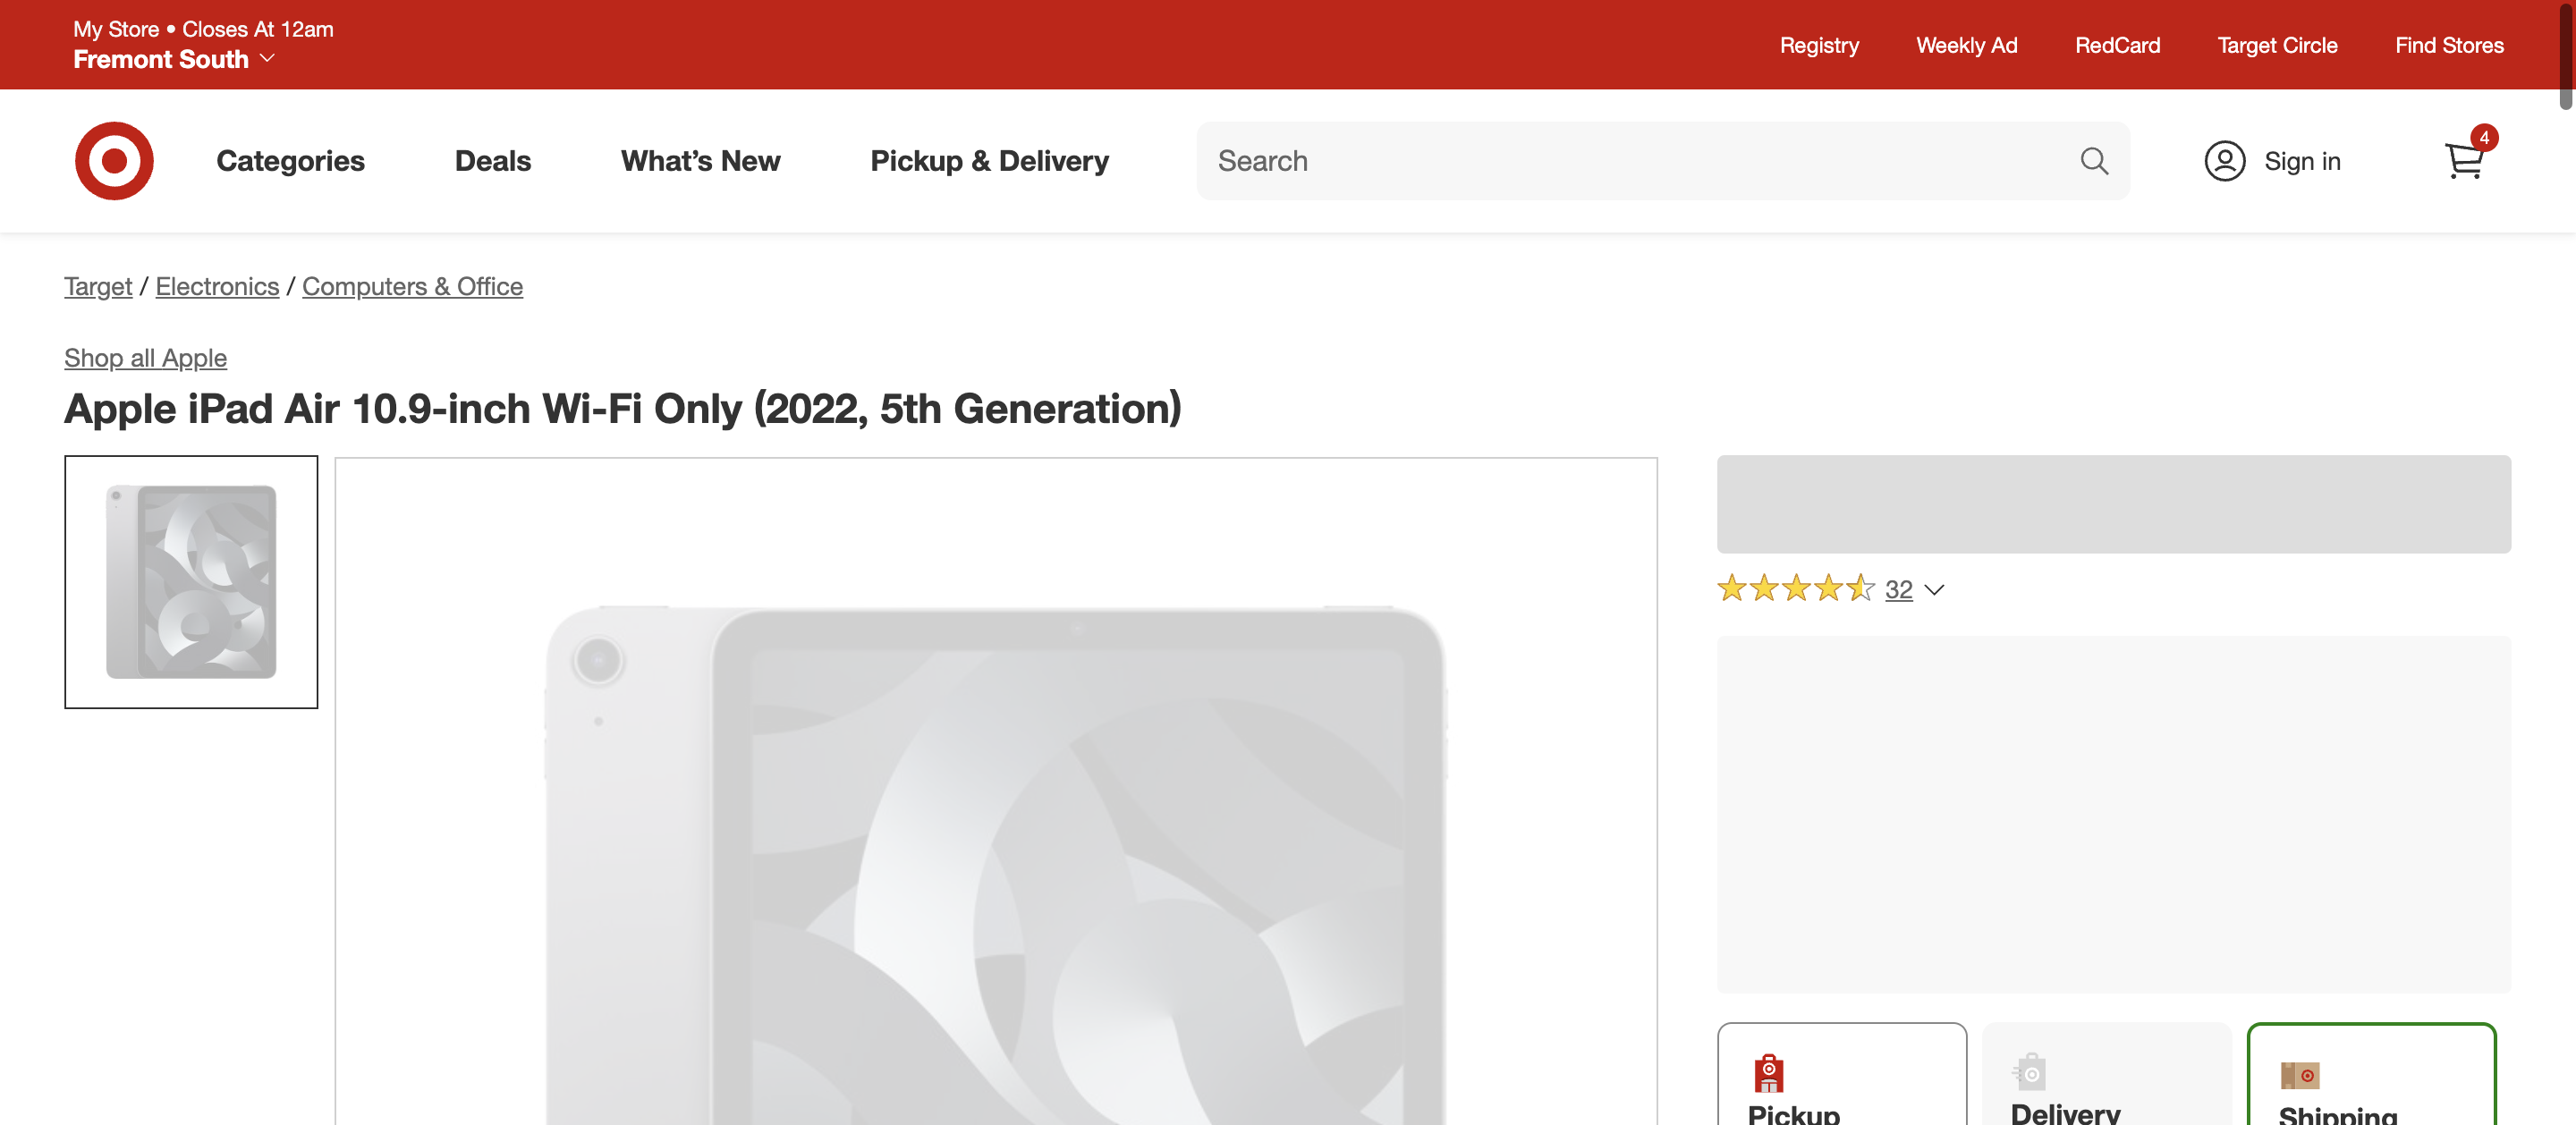 My Store • Closes At 12am
Fremont South
Registry
Weekly Ad
RedCard
Target Circle
Find Stores
Categories
Deals
What's New
Pickup & Delivery
Search
Sign in
4
Target / Electronics / Computers & Office
Shop all Apple
Apple iPad Air 10.9-inch Wi-Fi Only (2022, 5th Generation)
32
Pickup
Delivery
Shipping